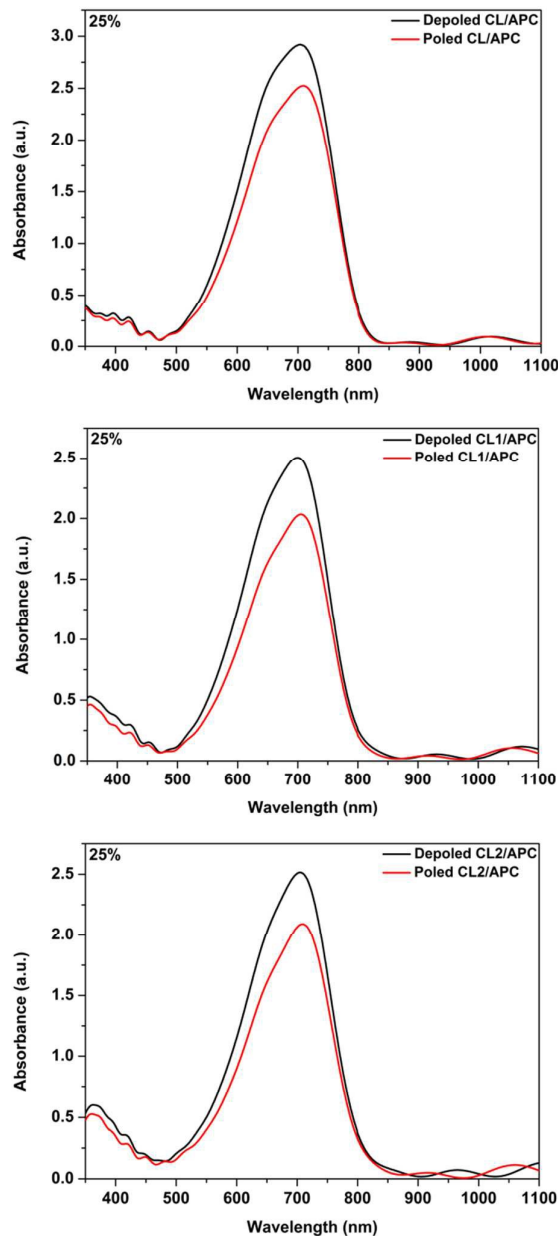 25%
Depoled CL/APC
Poled CL/APC
3.0
2.5
2.0
1.5
1.0
0.5
0.0
Absorbance (a.u.)
400 500 600 700 800 900 1000 1100
Wavelength (nm)
25%
Depoled CL1/APC
Poled CL1/APC
2.5
2.0
1.5
1.0
0.5
0.0
Absorbance (a.u.)
400 500 600 700 800 900 1000 1100
Wavelength (nm)
25%
Depoled CL2/APC
Poled CL2/APC
2.5
2.0
1.5
1.0
0.5
0.0
Absorbance (a.u.)
400 500 600 700 800 900 1000 1100
Wavelength (nm)